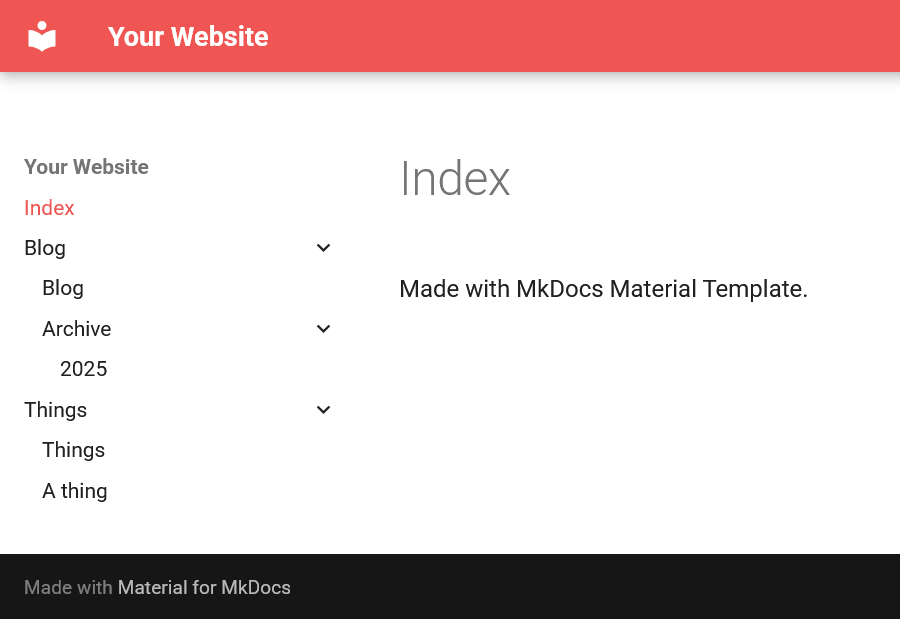 Your Website
Your Website
Index
Blog
Blog
Archive
2025
Things
Things
A thing
Index
Made with MkDocs Material Template.
Made with Material for MkDocs